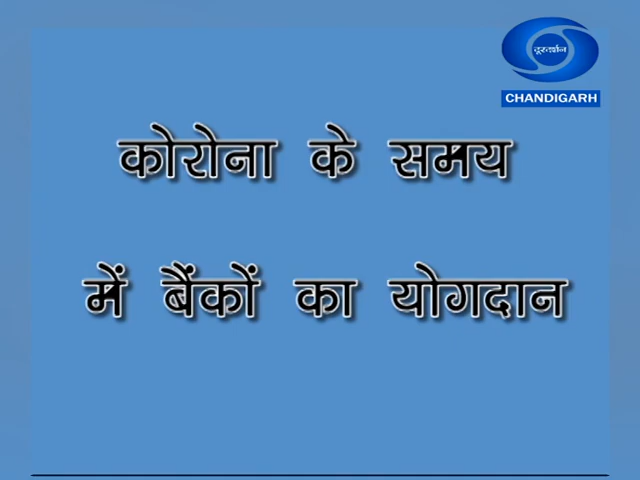 दूरदर्शन
CHANDIGARH
कोरोना के समय
में बैंकों का योगदान